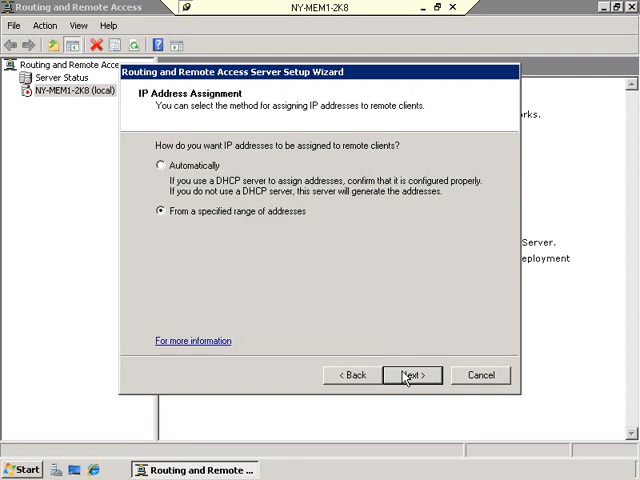 Routing and Remote Access
NY-MEM1-2K8
File Action View Help
Routing and Remote Acce
Server Status
NY-MEM1-2K8 (local)
Routing and Remote Access Server Setup Wizard
IP Address Assignment
You can select the method for assigning IP addresses to remote clients.
rks.
How do you want IP addresses to be assigned to remote clients?
Automatically
If you use a DHCP server to assign addresses, confirm that it is configured properly.
If you do not use a DHCP server, this server will generate the addresses.
From a specified range of addresses
Server.
eployment
For more information
< Back Next > Cancel
Start Routing and Remote ...